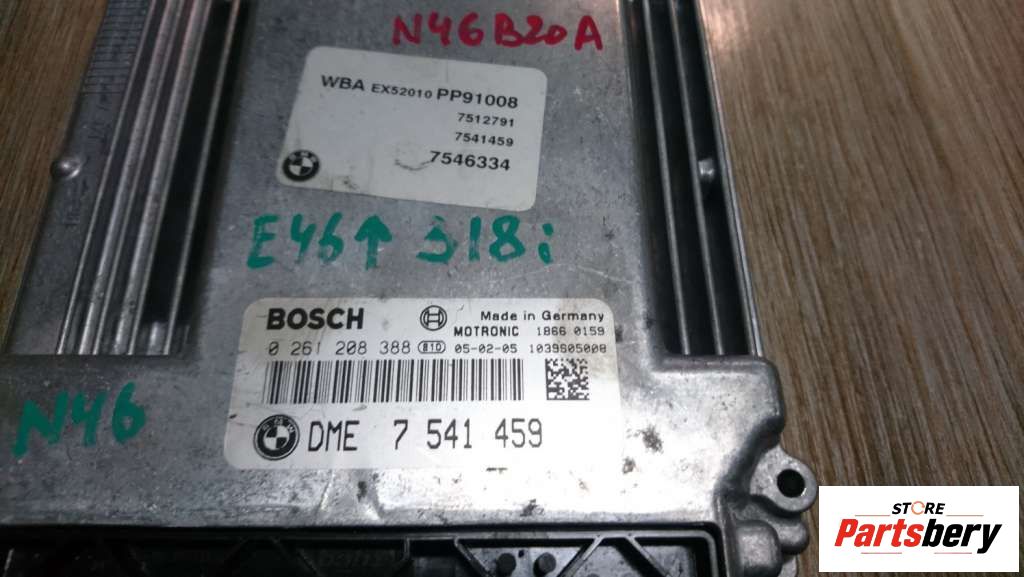 N46B20A
WBA EX52010 PP91008
7512791
7541459
7546334
E46↑ 318i
BOSCH
Made in Germany
MOTRONIC 1866 0159
0 261 208 388 B10 05-02-05 1039S05008
N46
DME 7 541 459
STORE
Partsbery